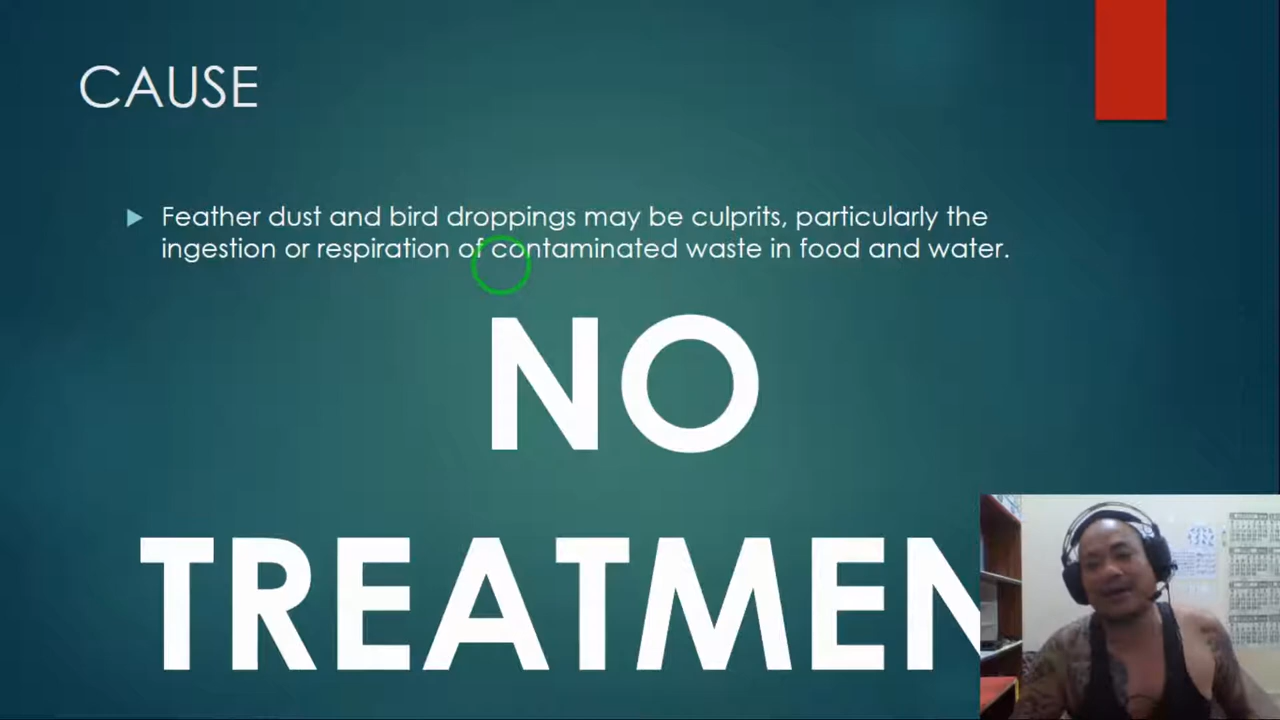 CAUSE
Feather dust and bird droppings may be culprits, particularly the
ingestion or respiration of contaminated waste in food and water.
NO
TREATMEN